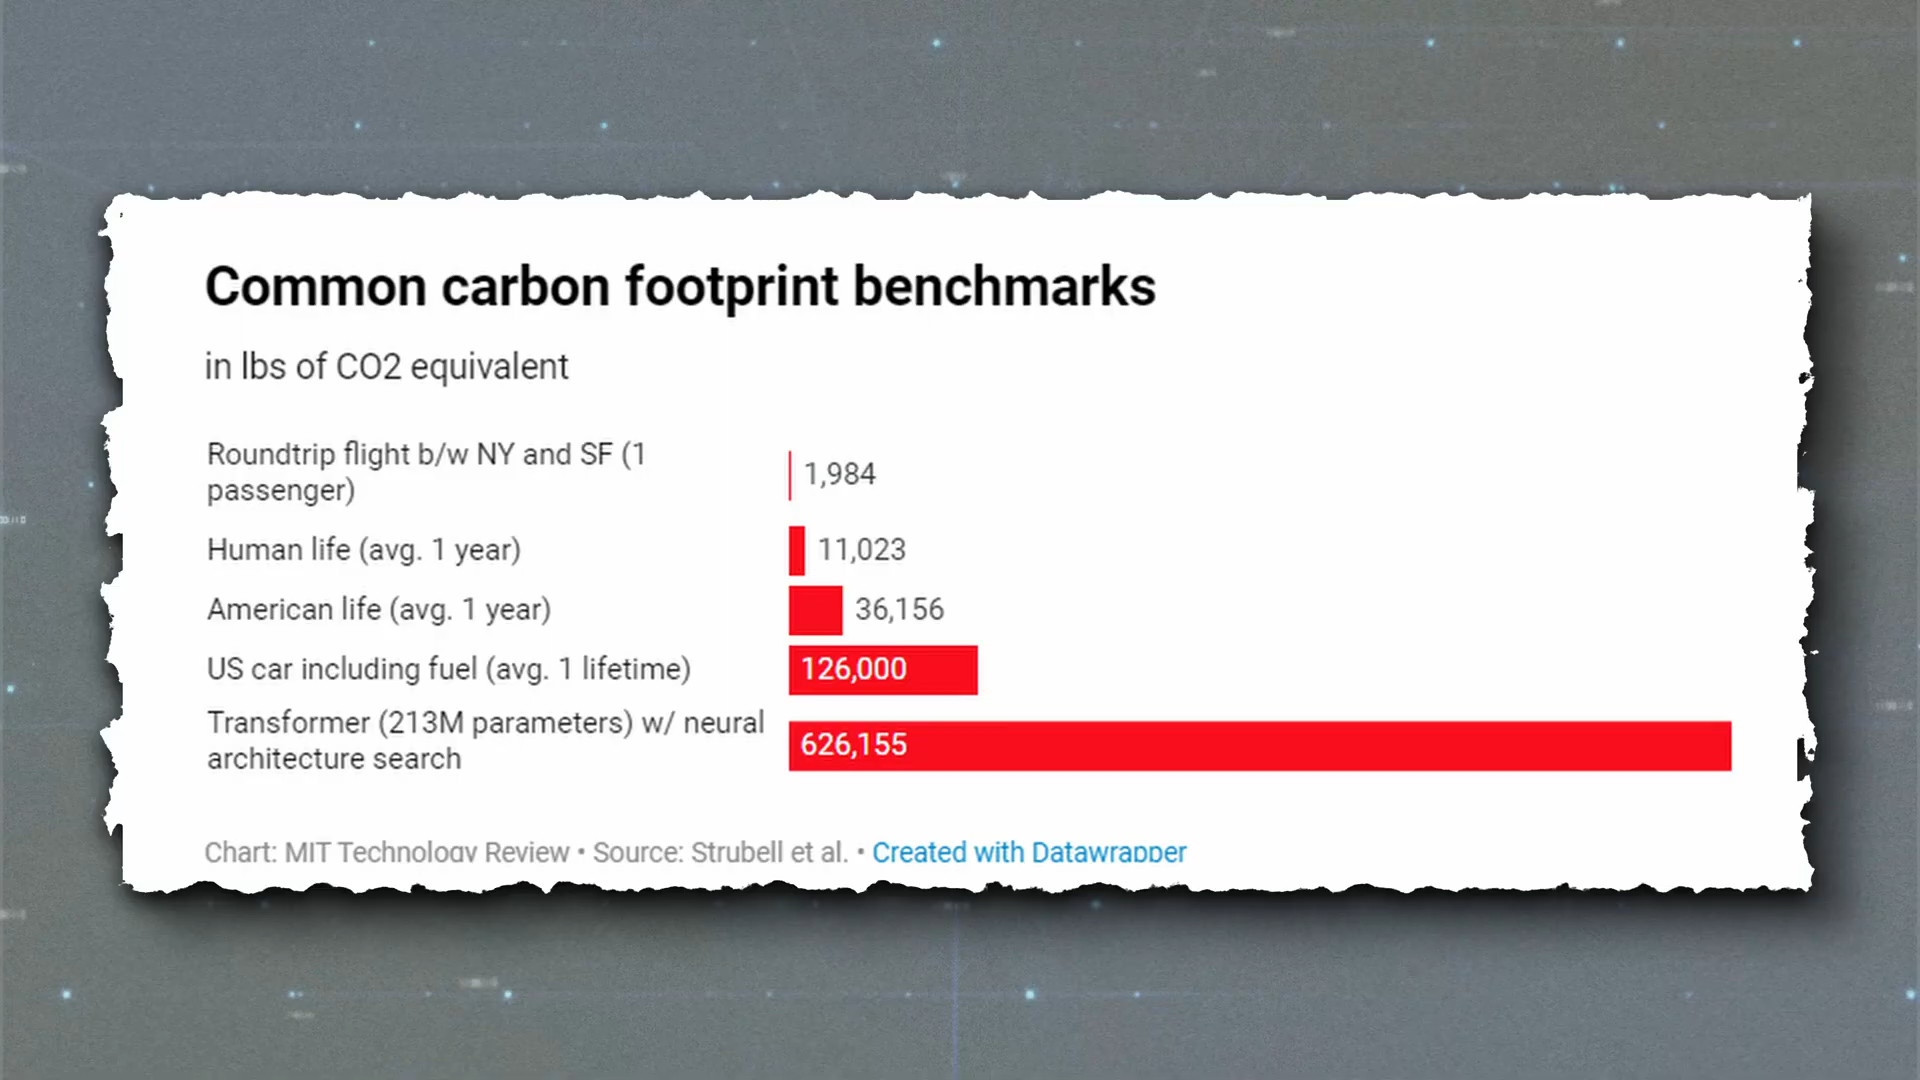 Common carbon footprint benchmarks
in lbs of CO2 equivalent
Roundtrip flight b/w NY and SF (1
passenger)
1,984
Human life (avg. 1 year)
11,023
American life (avg. 1 year)
36,156
US car including fuel (avg. 1 lifetime)
126,000
Transformer (213M parameters) w/ neural
architecture search
626,155
Chart: MIT Technology Review • Source: Strubell et al. • Created with Datawrapper